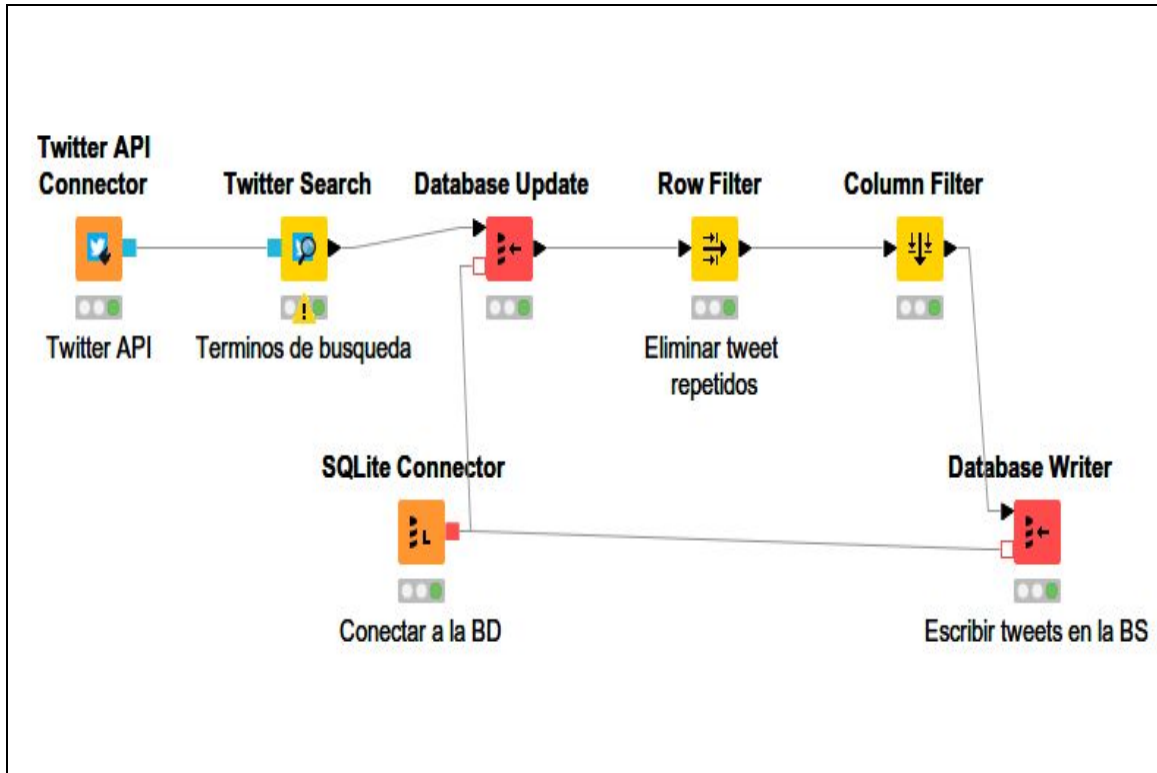 Twitter API
Connector
Twitter Search
Database Update
Row Filter
Column Filter
Twitter API
Terminos de busqueda
Eliminar tweet
repetidos
SQLite Connector
Database Writer
L
Conectar a la BD
Escribir tweets en la BS